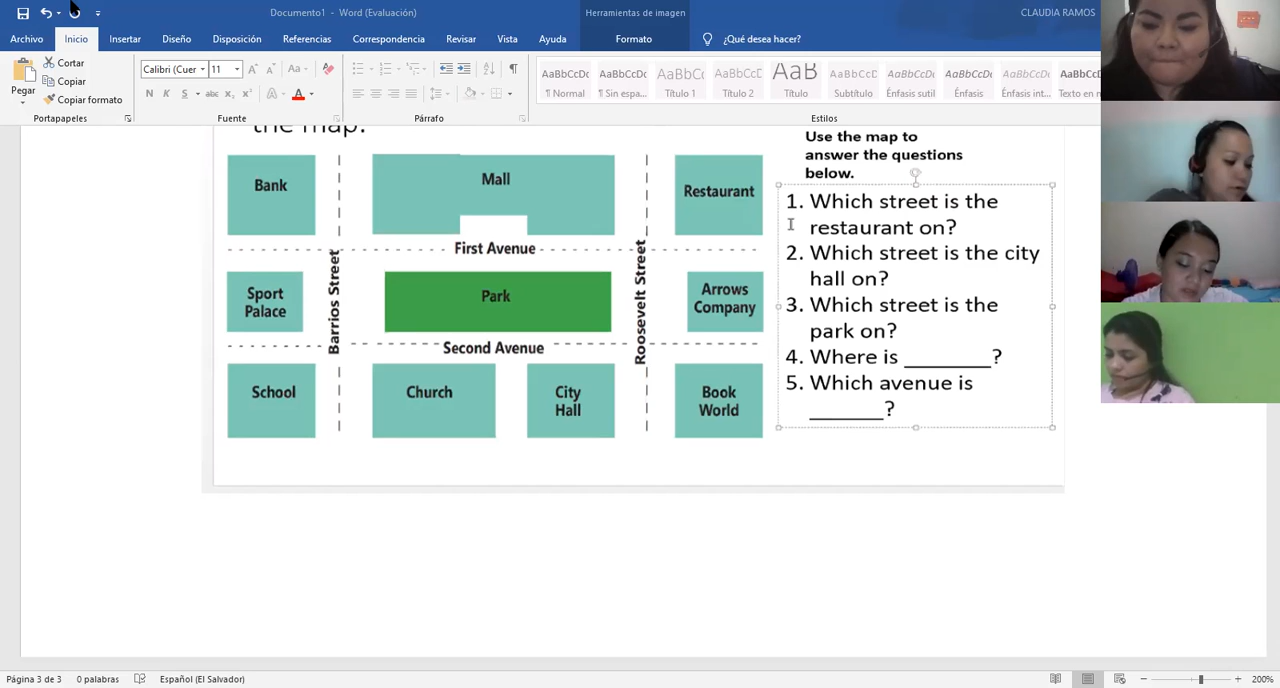 Documento1 - Word (Evaluación)
Herramientas de imagen
CLAUDIA RAMOS
Archivo Inicio Insertar Diseño Disposición Referencias Correspondencia Revisar Vista Ayuda Formato ¿Qué desea hacer?
Pegar
Cortar
Copiar
Copiar formato
Calibri (Cuer 11
N K S abc x₂ x² A A
AaBbCcDc AaBbCcDc AaBbCc AaBbCcD AaB AaBbCcD AaBbCcDc AaBbCcDc AaBbCcDc AaBbCcDc
¶ Normal ¶ Sin espa... Título 1 Título 2 Título Subtítulo Énfasis sutil Énfasis Énfasis int... Texto en n
Portapapeles Fuente Párrafo Estilos
the map.
Bank
Mall
Restaurant
First Avenue
Sport
Palace
Barrios Street
Park
Roosevelt Street
Arrows
Company
Second Avenue
School
Church
City
Hall
Book
World
Use the map to
answer the questions
below.
1. Which street is the
restaurant on?
2. Which street is the city
hall on?
3. Which street is the
park on?
4. Where is ________?
5. Which avenue is
_______?
Página 3 de 3 0 palabras Español (El Salvador) 200%